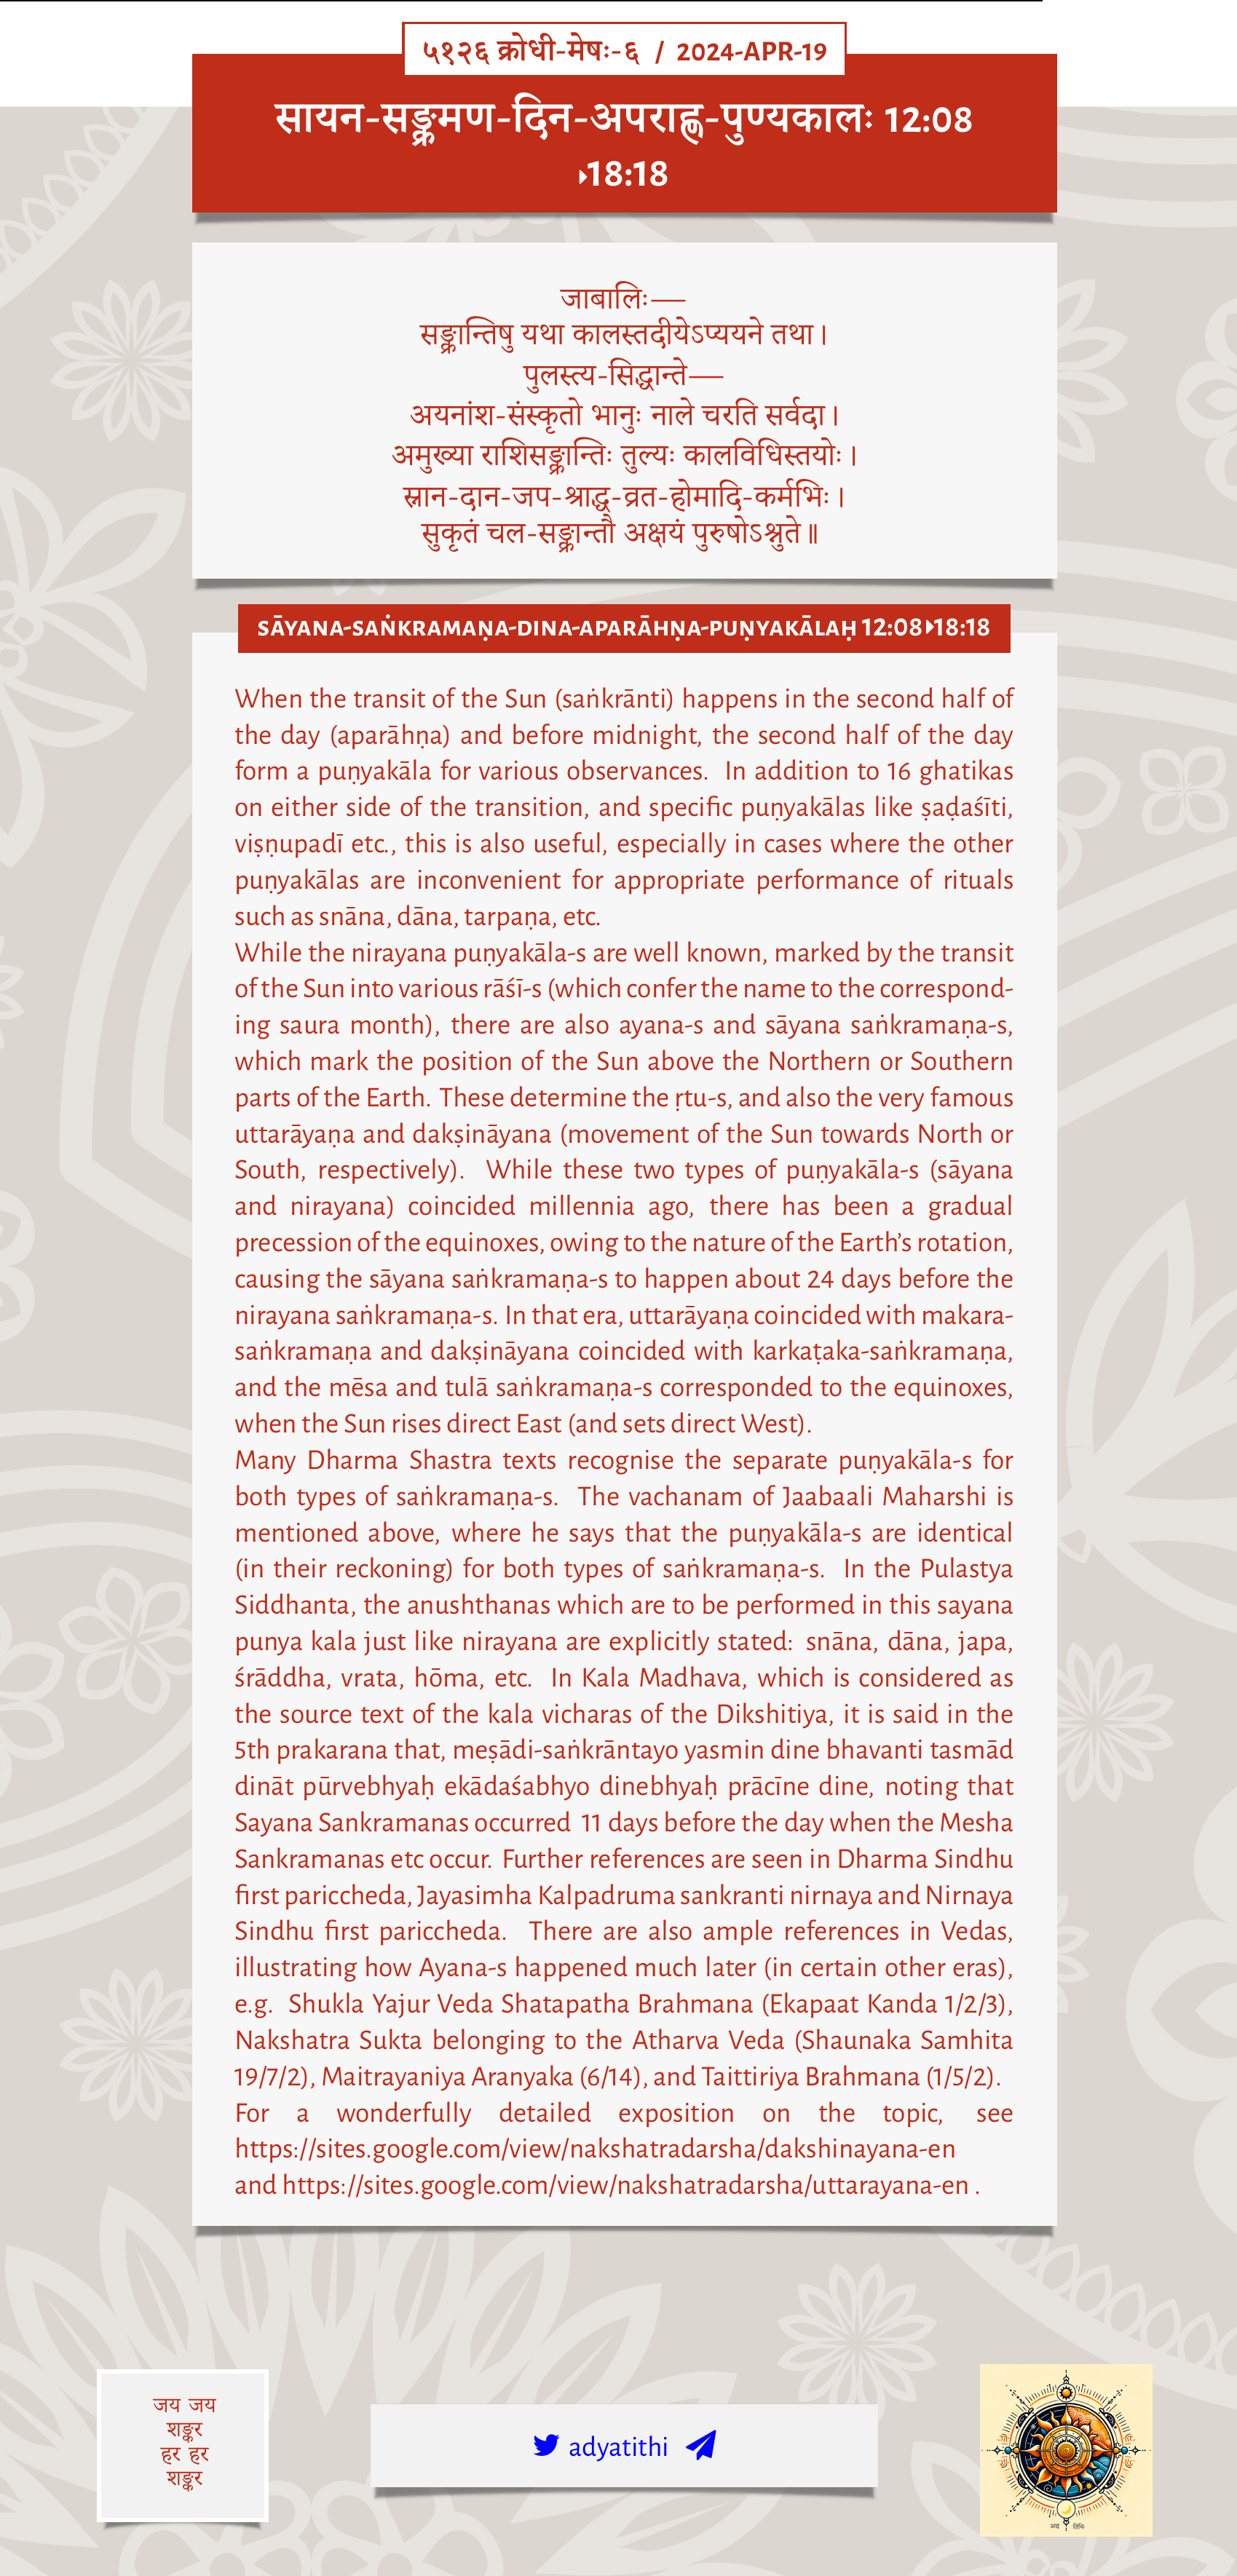 ५१२६ क्रोधी-मेषः-६ / 2024-APR-19
सायन-सङ्क्रमण-दिन-अपराह्ण-पुण्यकालः 12:08
▸18:18
जाबालिः—
सङ्क्रान्तिषु यथा कालस्तदीयेऽप्ययने तथा।
पुलस्त्य-सिद्धान्ते—
अयनांश-संस्कृतो भानुः नाले चरति सर्वदा।
अमुख्या राशिसङ्क्रान्तिः तुल्यः कालविधिस्तयोः।
स्नान-दान-जप-श्राद्ध-व्रत-होमादि-कर्मभिः।
सुकृतं चल-सङ्क्रान्तौ अक्षयं पुरुषोऽश्नुते॥
SĀYANA-SAṄKRAMAṆA-DINA-APARĀHṆA-PUṆYAKĀLAḤ 12:08▸18:18
When the transit of the Sun (saṅkrānti) happens in the second half of
the day (aparāhṇa) and before midnight, the second half of the day
form a puṇyakāla for various observances. In addition to 16 ghatikas
on either side of the transition, and specific puṇyakālas like ṣaḍaśīti,
viṣṇupadī etc., this is also useful, especially in cases where the other
puṇyakālas are inconvenient for appropriate performance of rituals
such as snāna, dāna, tarpaṇa, etc.
While the nirayana puṇyakāla-s are well known, marked by the transit
of the Sun into various rāśī-s (which confer the name to the correspond-
ing saura month), there are also ayana-s and sāyana saṅkramaṇa-s,
which mark the position of the Sun above the Northern or Southern
parts of the Earth. These determine the ṛtu-s, and also the very famous
uttarāyaṇa and dakṣināyana (movement of the Sun towards North or
South, respectively). While these two types of puṇyakāla-s (sāyana
and nirayana) coincided millennia ago, there has been a gradual
precession of the equinoxes, owing to the nature of the Earth’s rotation,
causing the sāyana saṅkramaṇa-s to happen about 24 days before the
nirayana saṅkramaṇa-s. In that era, uttarāyaṇa coincided with makara-
saṅkramaṇa and dakṣināyana coincided with karkaṭaka-saṅkramaṇa,
and the mēsa and tulā saṅkramaṇa-s corresponded to the equinoxes,
when the Sun rises direct East (and sets direct West).
Many Dharma Shastra texts recognise the separate puṇyakāla-s for
both types of saṅkramaṇa-s. The vachanam of Jaabaali Maharshi is
mentioned above, where he says that the puṇyakāla-s are identical
(in their reckoning) for both types of saṅkramaṇa-s. In the Pulastya
Siddhanta, the anushthanas which are to be performed in this sayana
punya kala just like nirayana are explicitly stated: snāna, dāna, japa,
śrāddha, vrata, hōma, etc. In Kala Madhava, which is considered as
the source text of the kala vicharas of the Dikshitiya, it is said in the
5th prakarana that, meṣādi-saṅkrāntayo yasmin dine bhavanti tasmād
dināt pūrvebhyaḥ ekādaśabhyo dinebhyaḥ prācīne dine, noting that
Sayana Sankramanas occurred 11 days before the day when the Mesha
Sankramanas etc occur. Further references are seen in Dharma Sindhu
first pariccheda, Jayasimha Kalpadruma sankranti nirnaya and Nirnaya
Sindhu first pariccheda. There are also ample references in Vedas,
illustrating how Ayana-s happened much later (in certain other eras),
e.g. Shukla Yajur Veda Shatapatha Brahmana (Ekapaat Kanda 1/2/3),
Nakshatra Sukta belonging to the Atharva Veda (Shaunaka Samhita
19/7/2), Maitrayaniya Aranyaka (6/14), and Taittiriya Brahmana (1/5/2).
For a wonderfully detailed exposition on the topic, see
https://sites.google.com/view/nakshatradarsha/dakshinayana-en
and https://sites.google.com/view/nakshatradarsha/uttarayana-en .
जय जय
शङ्कर
हर हर
शङ्कर
adyatithi
अद्य तिथिः